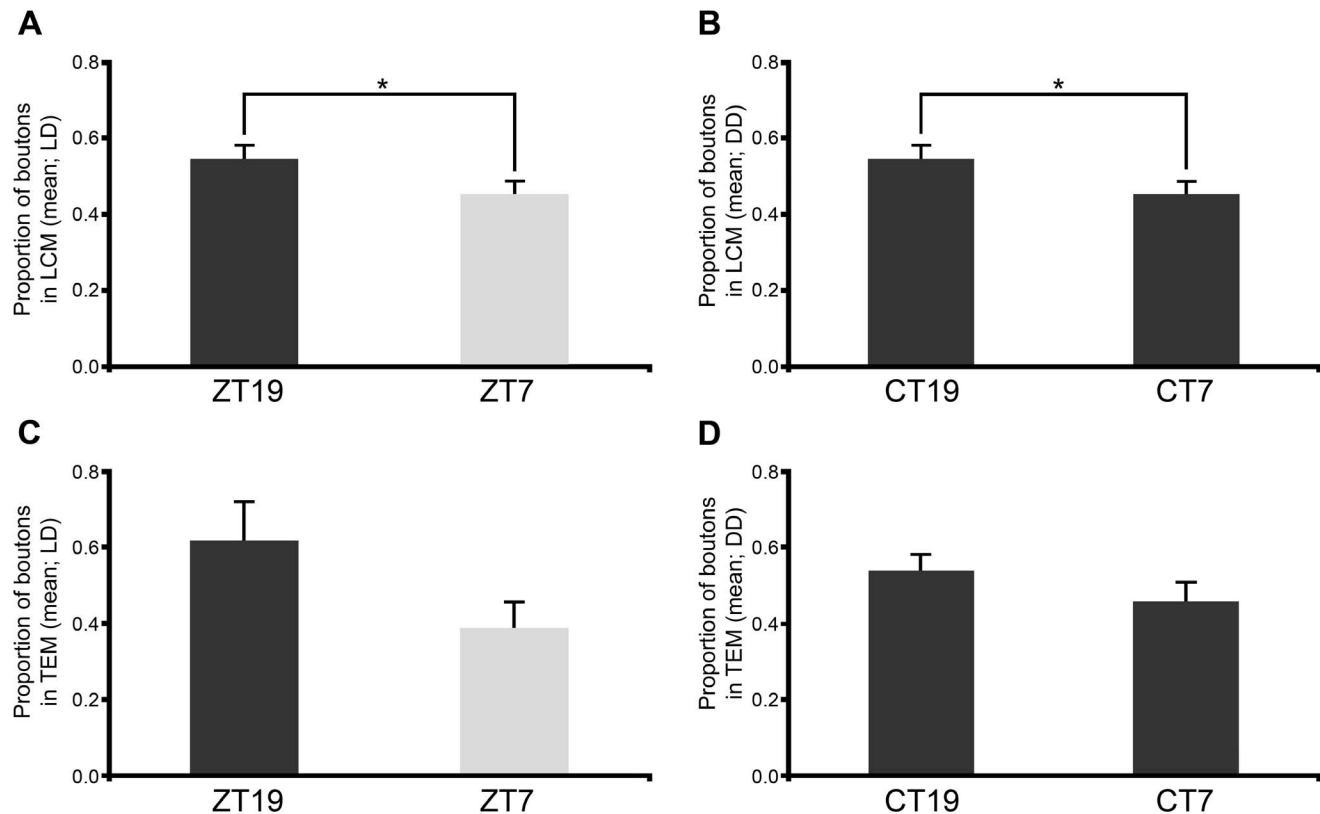 A
Proportion of boutons
in LCM (mean; LD)
0.8
0.6
0.4
0.2
0.0
*
ZT19
ZT7
B
Proportion of boutons
in LCM (mean; DD)
0.8
0.6
0.4
0.2
0.0
*
CT19
CT7
C
Proportion of boutons
in TEM (mean; LD)
0.8
0.6
0.4
0.2
0.0
ZT19
ZT7
D
Proportion of boutons
in TEM (mean; DD)
0.8
0.6
0.4
0.2
0.0
CT19
CT7